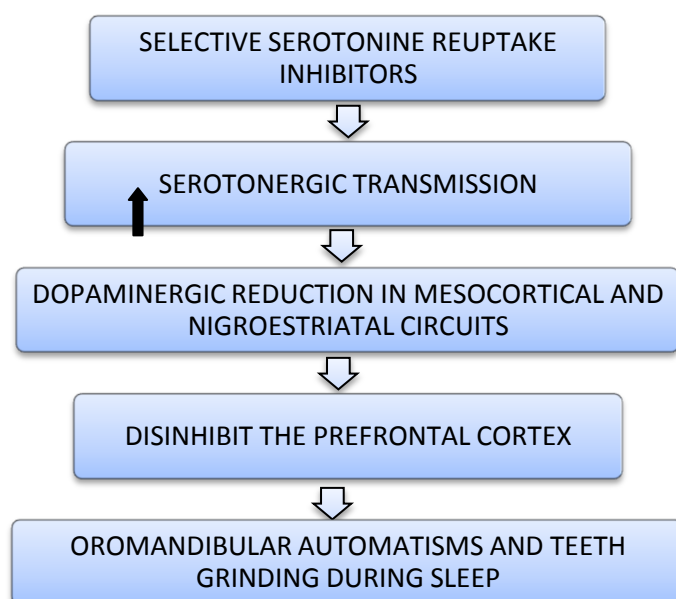 SELECTIVE SEROTONINE REUPTAKE
INHIBITORS
SEROTONERGIC TRANSMISSION
DOPAMINERGIC REDUCTION IN MESOCORTICAL AND
NIGROESTRIATAL CIRCUITS
DISINHIBIT THE PREFRONTAL CORTEX
OROMANDIBULAR AUTOMATISMS AND TEETH
GRINDING DURING SLEEP